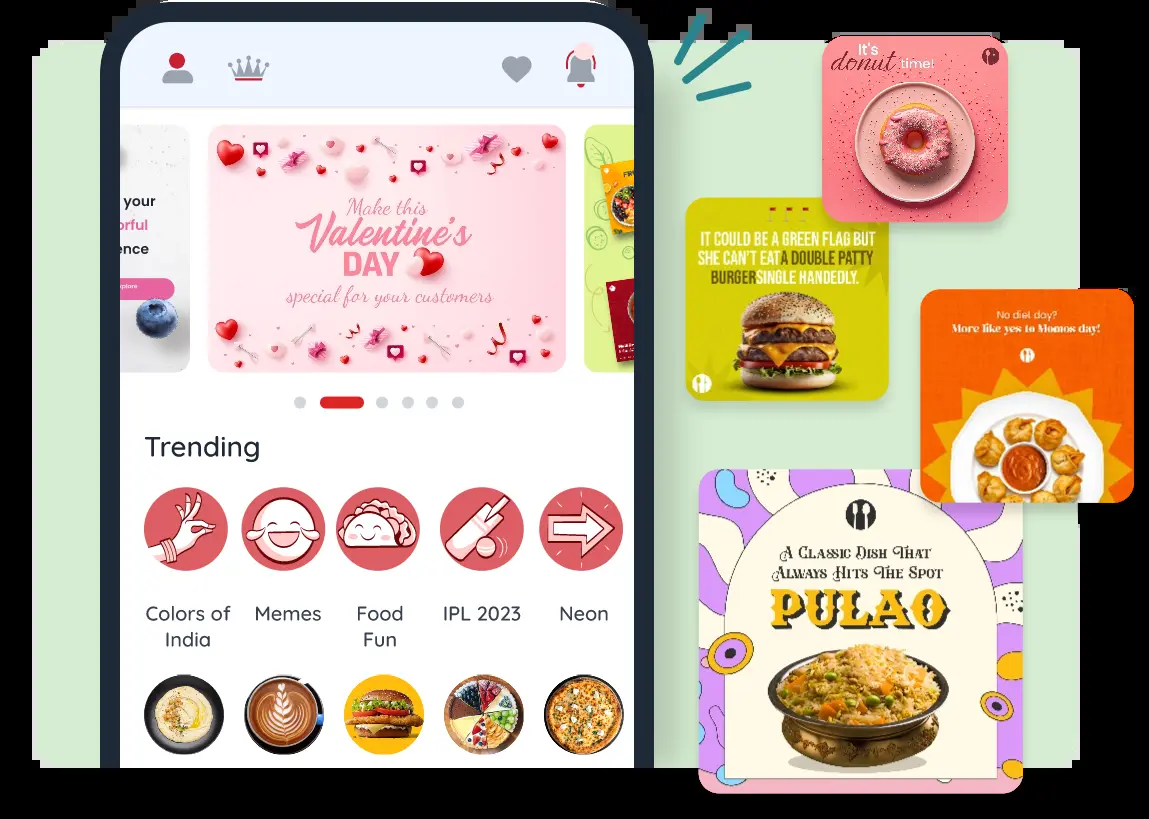 your
orful
ence
xplore
Make this
Valentine's
DAY
special for your customers
Trending
Colors of
India
Memes
Food
Fun
IPL 2023
Neon
It's
donut time!
IT COULD BE A GREEN FLAG BUT
SHE CAN'T EAT A DOUBLE PATTY
BURGER SINGLE HANDEDLY.
No diet day?
More like yes to Momos day!
A Classic Dish That
Always Hits The Spot
PULAO